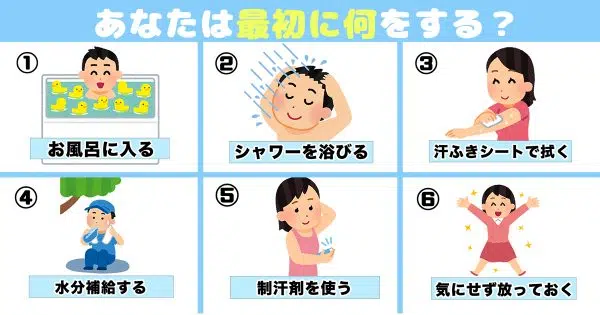 あなたは最初に何をする？
①
お風呂に入る
②
シャワーを浴びる
③
汗ふきシートで拭く
④
水分補給する
⑤
制汗剤を使う
⑥
気にせず放っておく